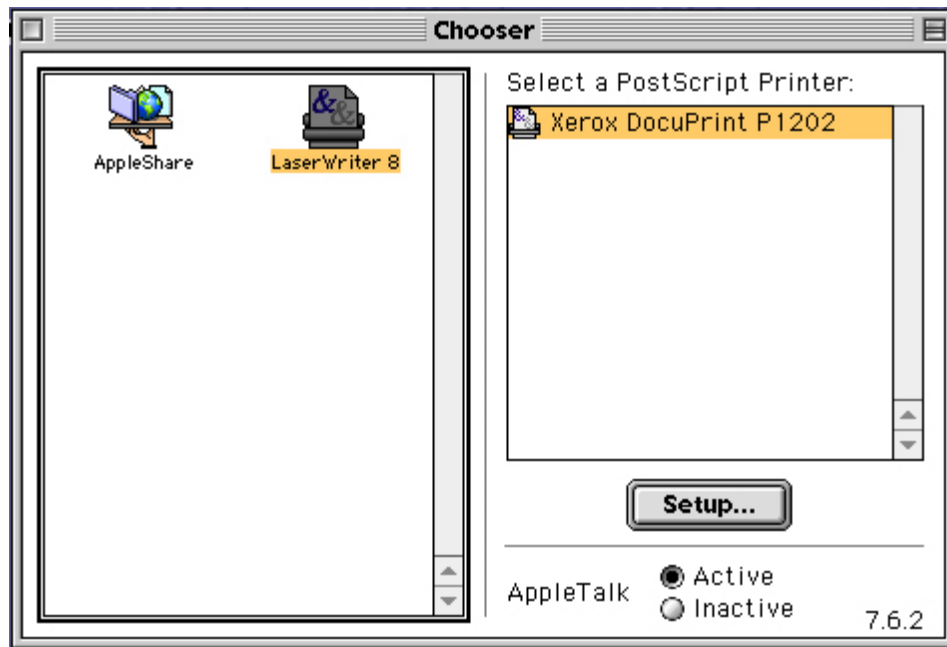 Chooser
AppleShare
LaserWriter 8
Select a PostScript Printer:
Xerox DocuPrint P1202
Setup...
AppleTalk
Active
Inactive
7.6.2